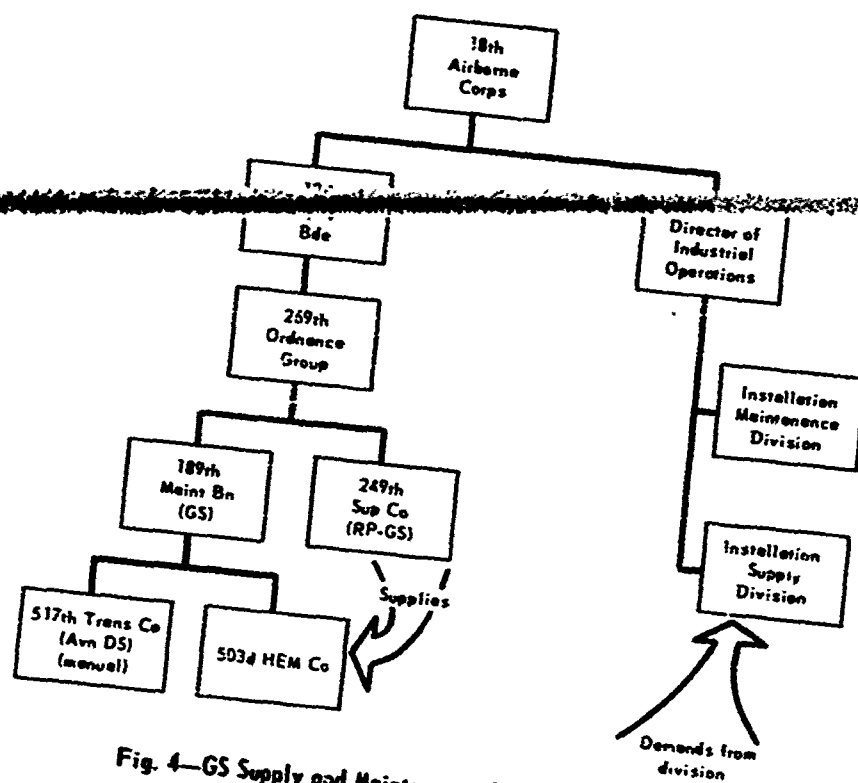 18th
Airborne
Corps
Bde
Director of
Industrial
Operations
269th
Ordnance
Group
Installation
Maintenance
Division
189th
Maint Bn
(GS)
249th
Sup Co
(RP-GS)
Installation
Supply
Division
Supplies
517th Trans Co
(Avn DS)
(manual)
503d HEM Co
Demands from
division
Fig. 4—GS Supply and